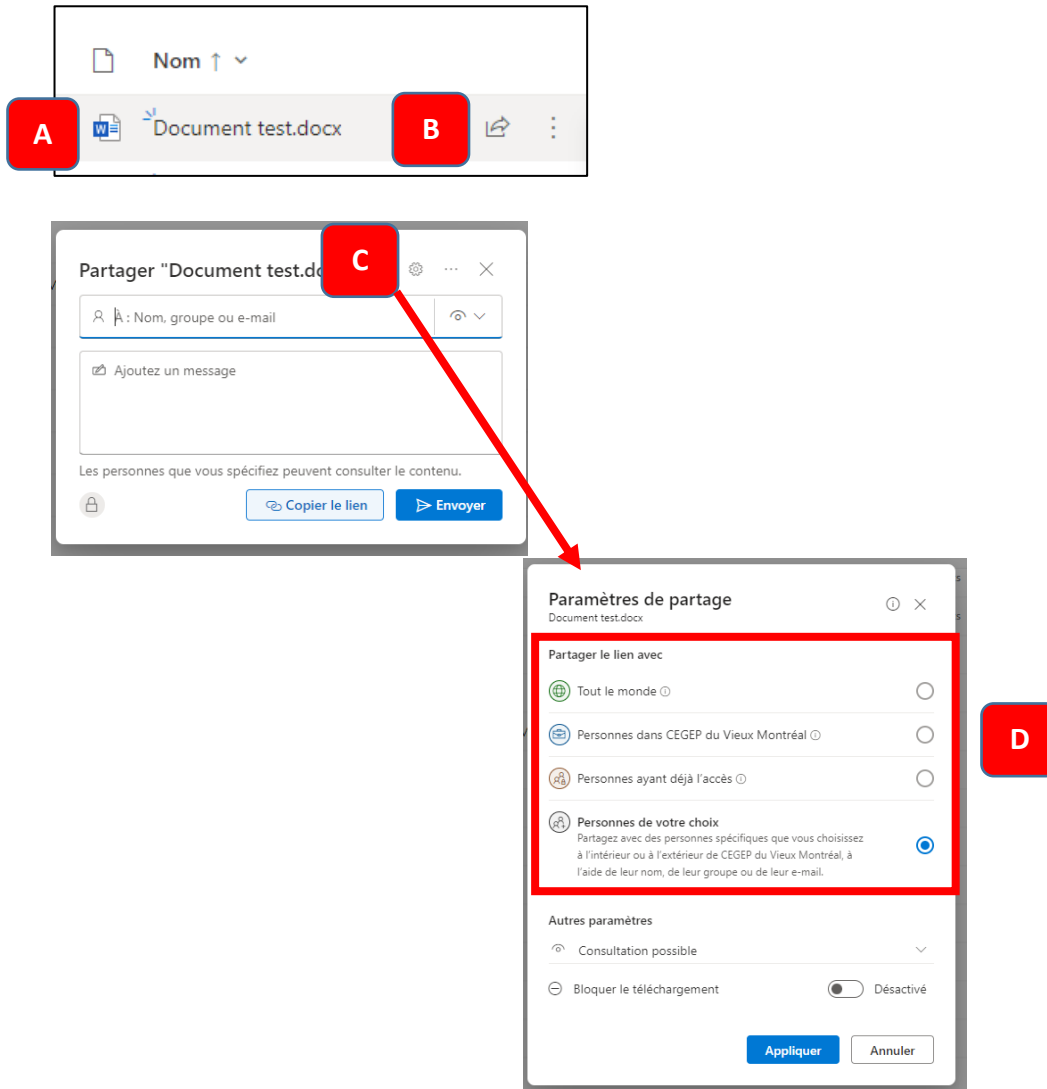 Nom ↑
A
Document test.docx
B
C
Partager "Document test.do
À : Nom, groupe ou e-mail
Ajoutez un message
Les personnes que vous spécifiez peuvent consulter le contenu.
Copier le lien
Envoyer
Paramètres de partage
Document test.docx
Partager le lien avec
Tout le monde
Personnes dans CEGEP du Vieux Montréal
D
Personnes ayant déjà l'accès
Personnes de votre choix
Partagez avec des personnes spécifiques que vous choisissez
à l'intérieur ou à l'extérieur de CEGEP du Vieux Montréal, à
l'aide de leur nom, de leur groupe ou de leur e-mail.
Autres paramètres
Consultation possible
Bloquer le téléchargement
Désactivé
Appliquer
Annuler